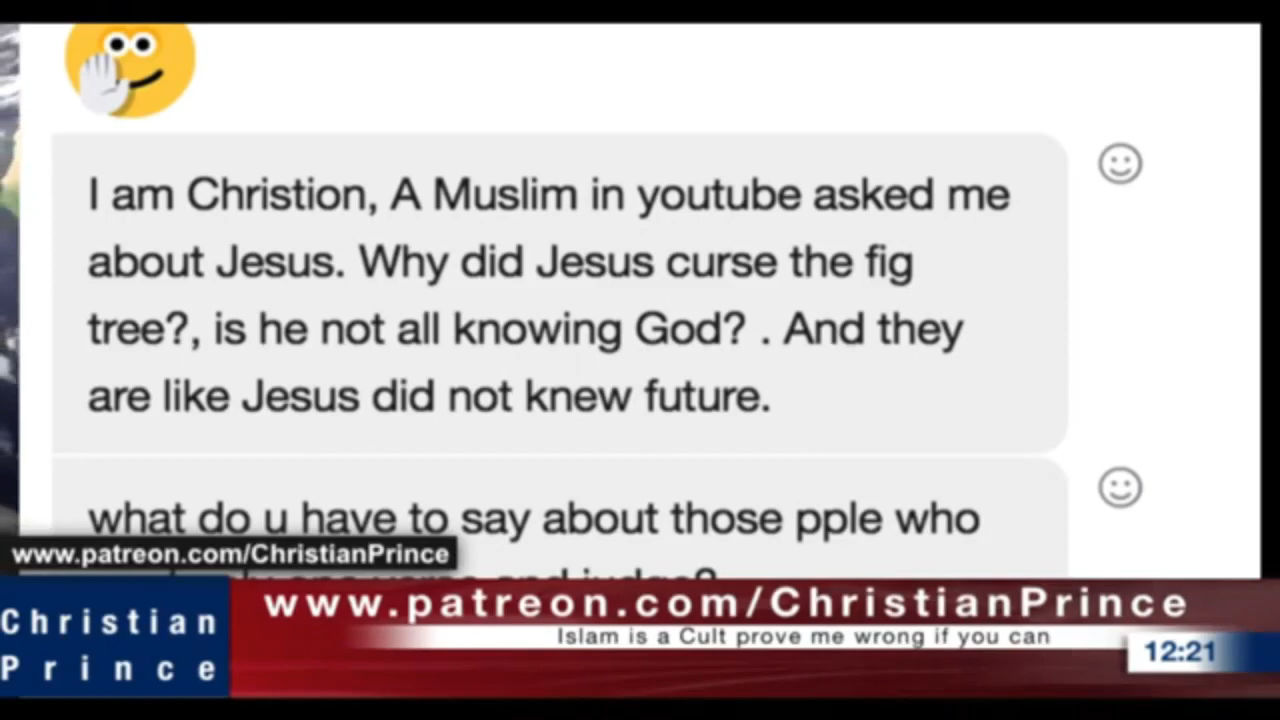 I am Christion, A Muslim in youtube asked me
about Jesus. Why did Jesus curse the fig
tree?, is he not all knowing God? . And they
are like Jesus did not knew future.
what do u have to say about those pple who
and judge?
www.patreon.com/ChristianPrince
Christian
Prince
www.patreon.com/ChristianPrince
Islam is a Cult prove me wrong if you can
12:21